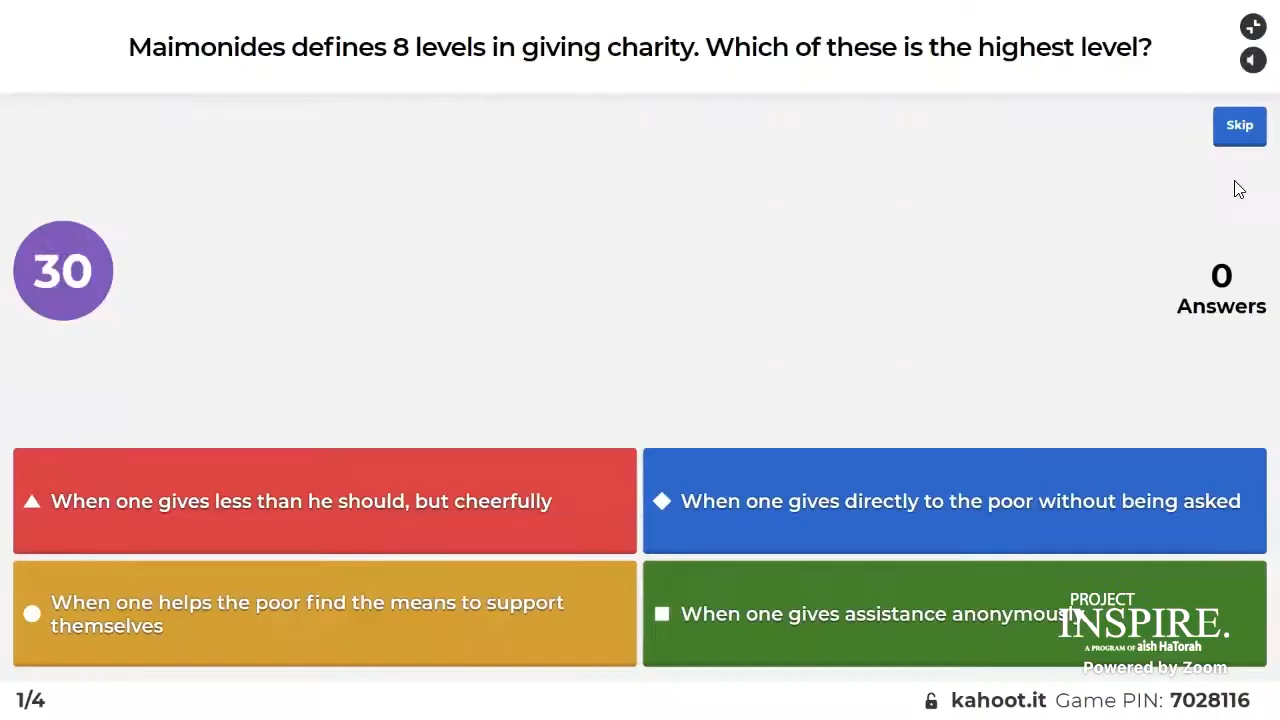 Maimonides defines 8 levels in giving charity. Which of these is the highest level?
Skip
30
0
Answers
When one gives less than he should, but cheerfully
When one gives directly to the poor without being asked
When one helps the poor find the means to support
themselves
When one gives assistance anonymously
PROJECT
INSPIRE.
A PROGRAM OF aish HaTorah
Powered by Zoom
1/4
kahoot.it Game PIN: 7028116